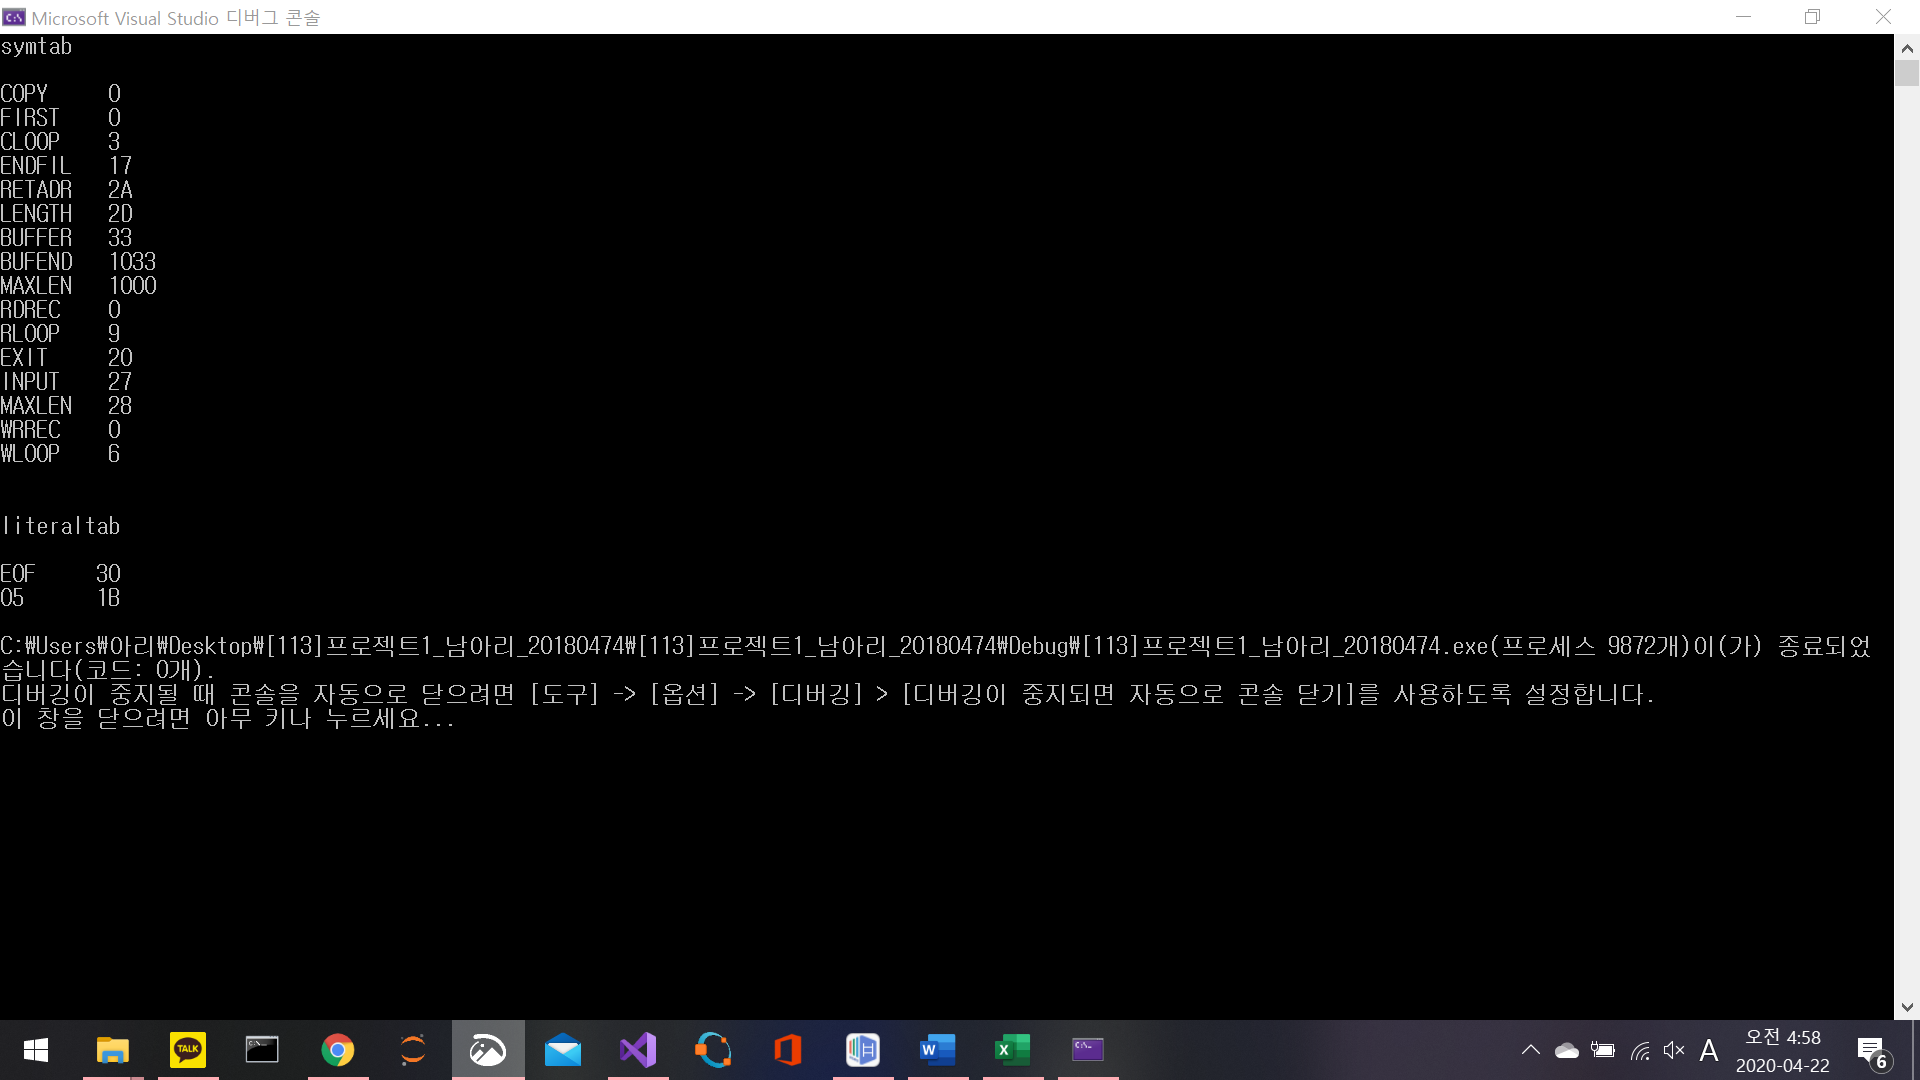 Microsoft Visual Studio 디버그 콘솔
symtab
COPY 0
FIRST 0
CLOOP 3
ENDFIL 17
RETADR 2A
LENGTH 2D
BUFFER 33
BUFEND 1033
MAXLEN 1000
RDREC 0
RLOOP 9
EXIT 20
INPUT 27
MAXLEN 28
WRREC 0
WLOOP 6
literaltab
EOF 30
05 1B
C:₩Users₩아리₩Desktop₩[113]프로젝트1_남아리_20180474₩[113]프로젝트1_남아리_20180474₩Debug₩[113]프로젝트1_남아리_20180474.exe(프로세스 9872개)이(가) 종료되었
습니다(코드: 0개).
디버깅이 중지될 때 콘솔을 자동으로 닫으려면 [도구] -> [옵션] -> [디버깅] > [디버깅이 중지되면 자동으로 콘솔 닫기]를 사용하도록 설정합니다.
이 창을 닫으려면 아무 키나 누르세요...
TALK
A
오전 4:58
2020-04-22
6